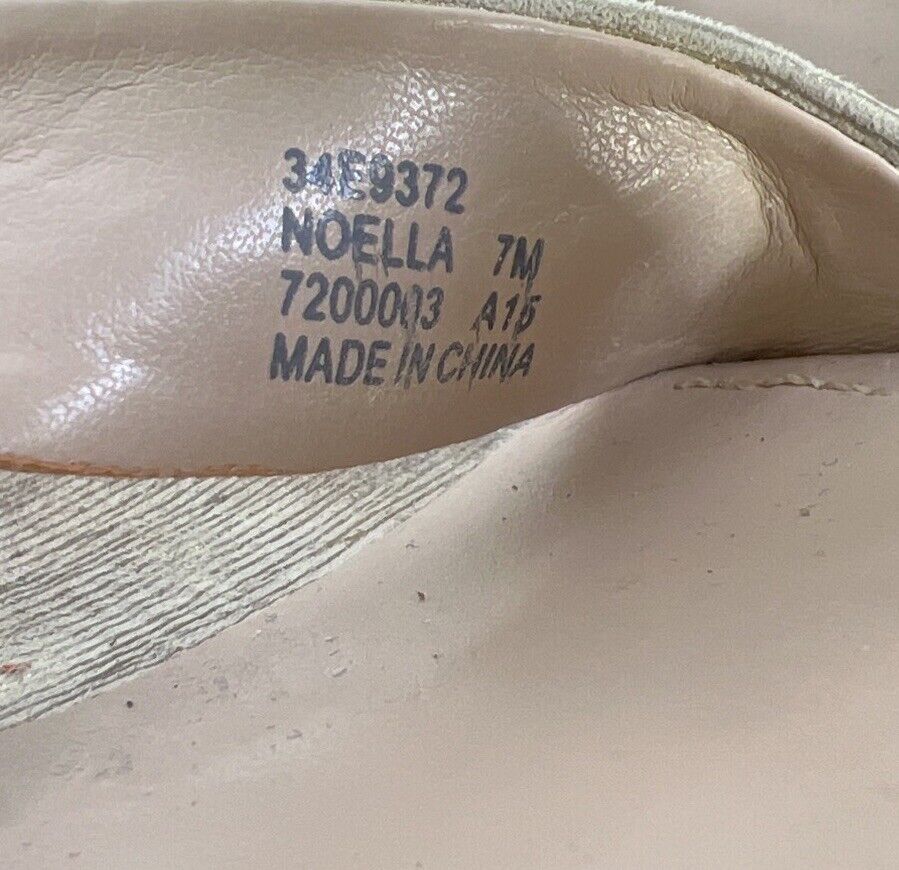 34E9372
NOELLA 7M
7200003 A15
MADE IN CHINA